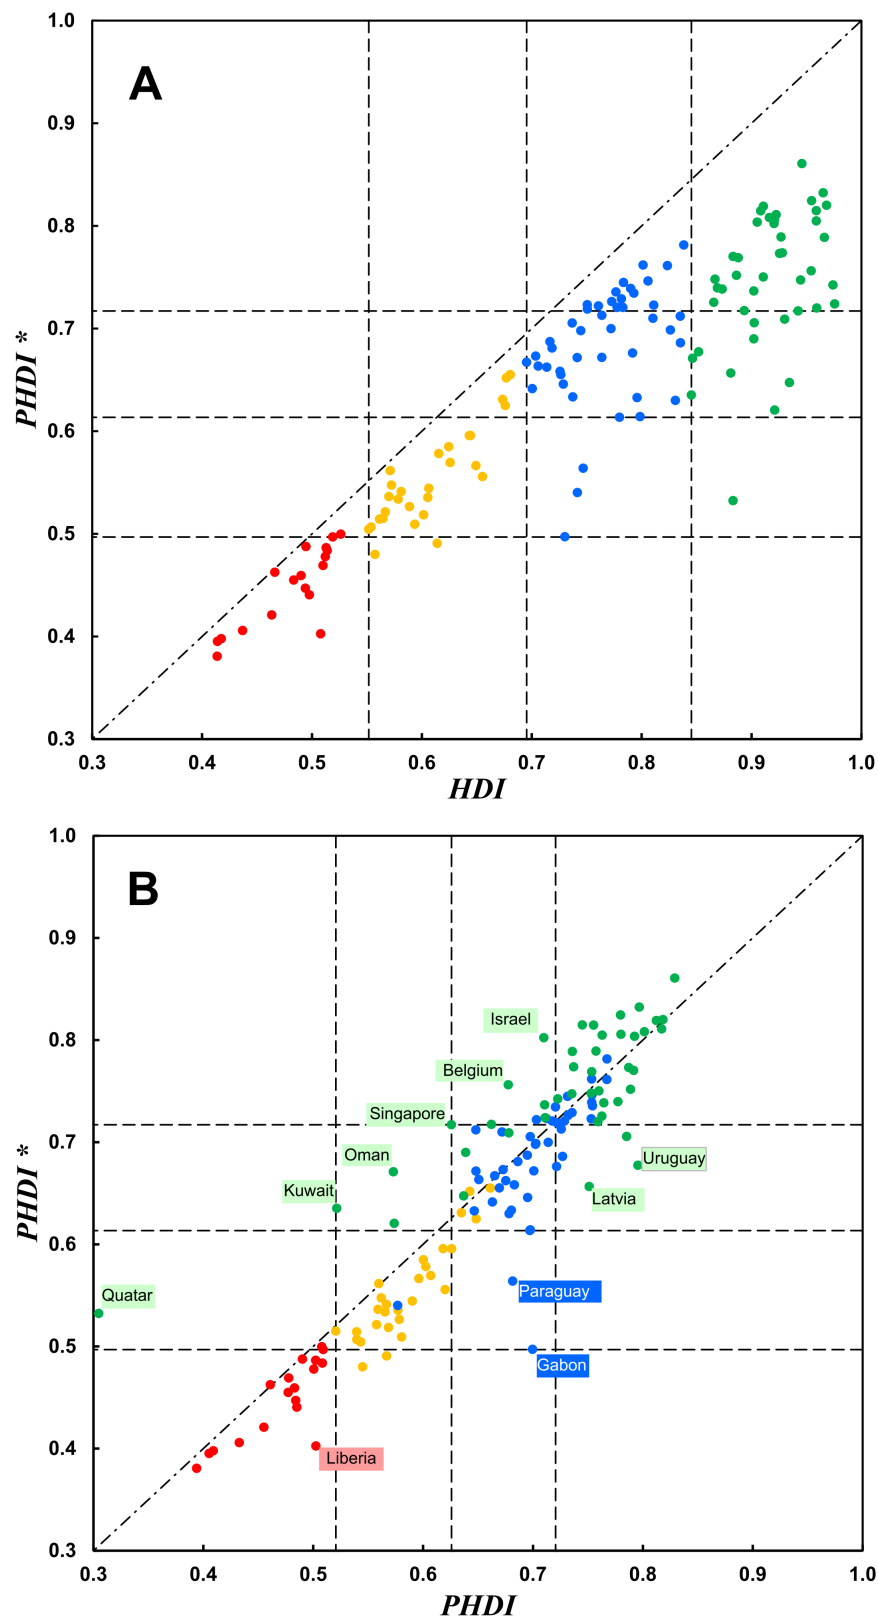 1.0
A
0.9
0.8
0.7
PHDI *
0.6
0.5
0.4
0.3
0.3 0.4 0.5 0.6 0.7 0.8 0.9 1.0
HDI
1.0
B
0.9
Israel
0.8
Belgium
Singapore
0.7
Oman
Uruguay
Kuwait
Latvia
PHDI *
0.6
Quatar
Paraguay
0.5
Gabon
0.4
Liberia
0.3
0.3 0.4 0.5 0.6 0.7 0.8 0.9 1.0
PHDI